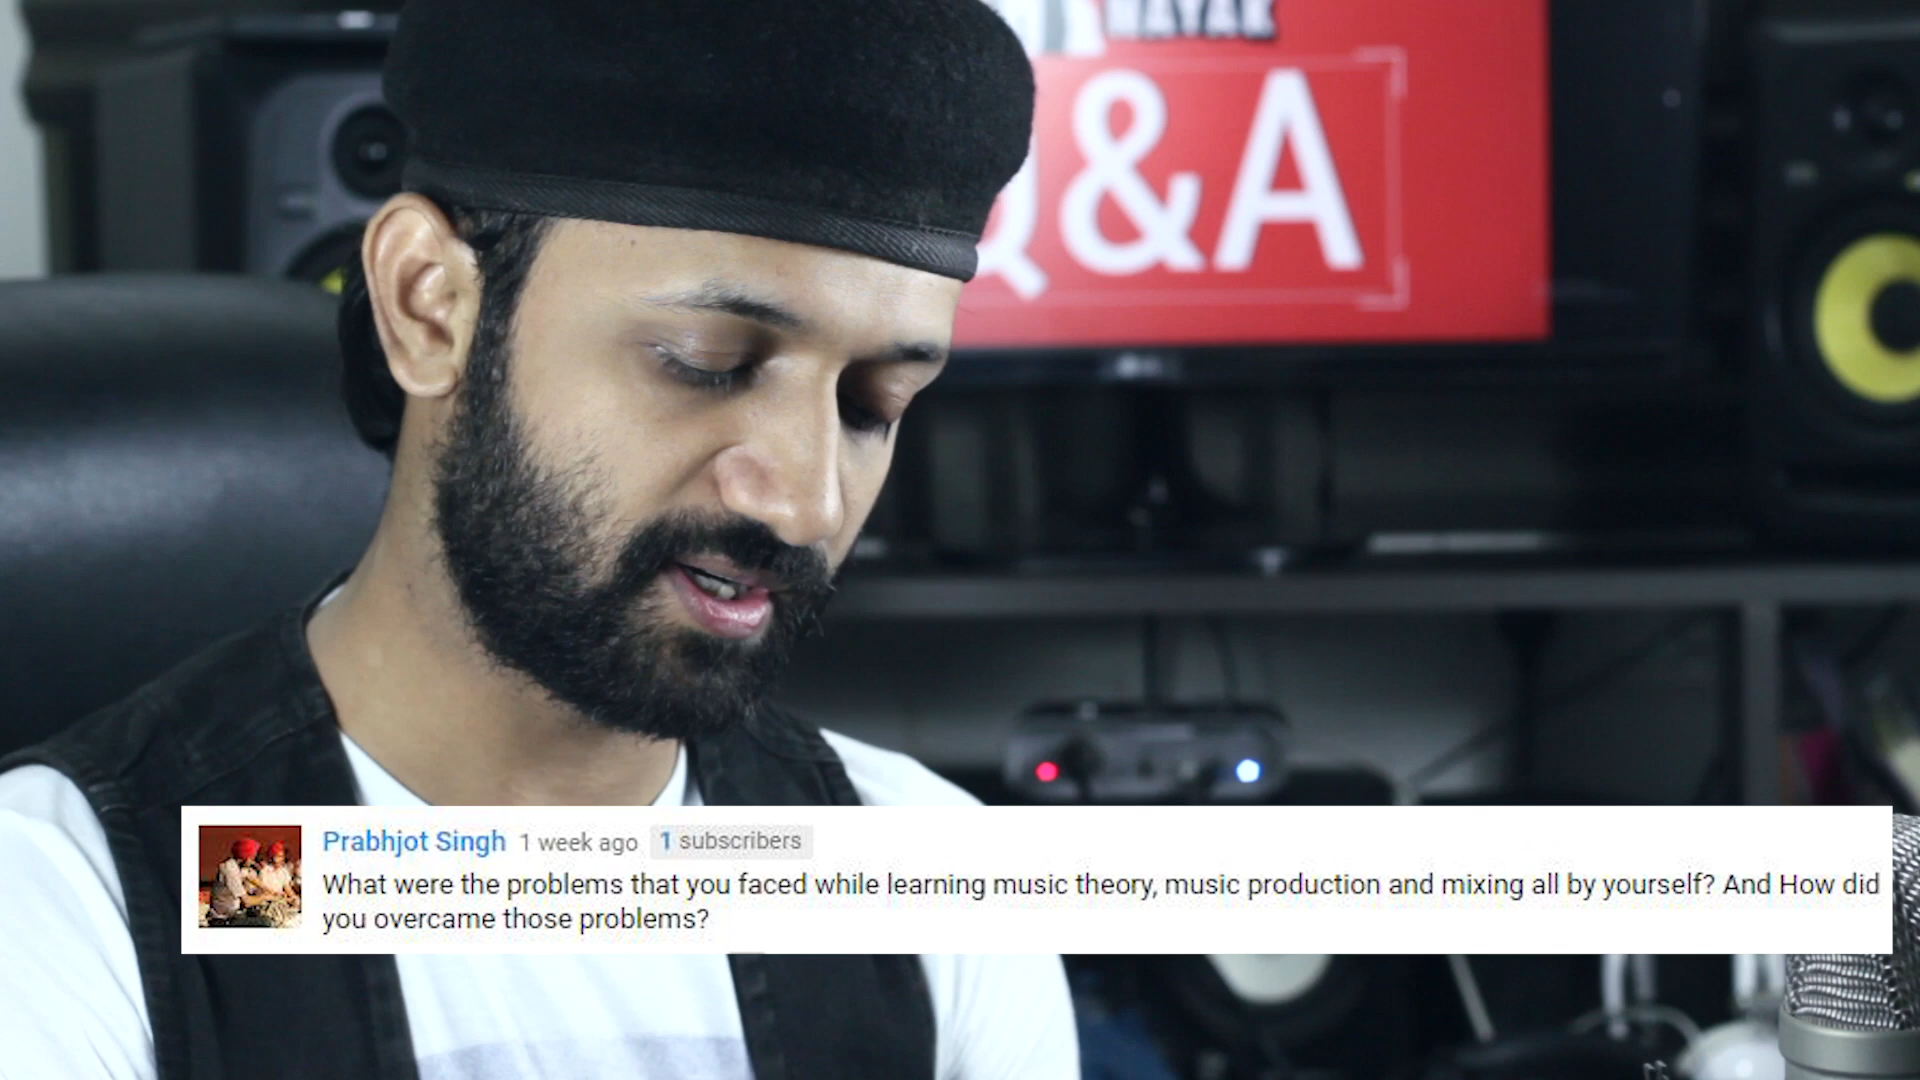 NAYAK
Q&A
Prabhjot Singh 1 week ago 1 subscribers
What were the problems that you faced while learning music theory, music production and mixing all by yourself? And How did
you overcame those problems?